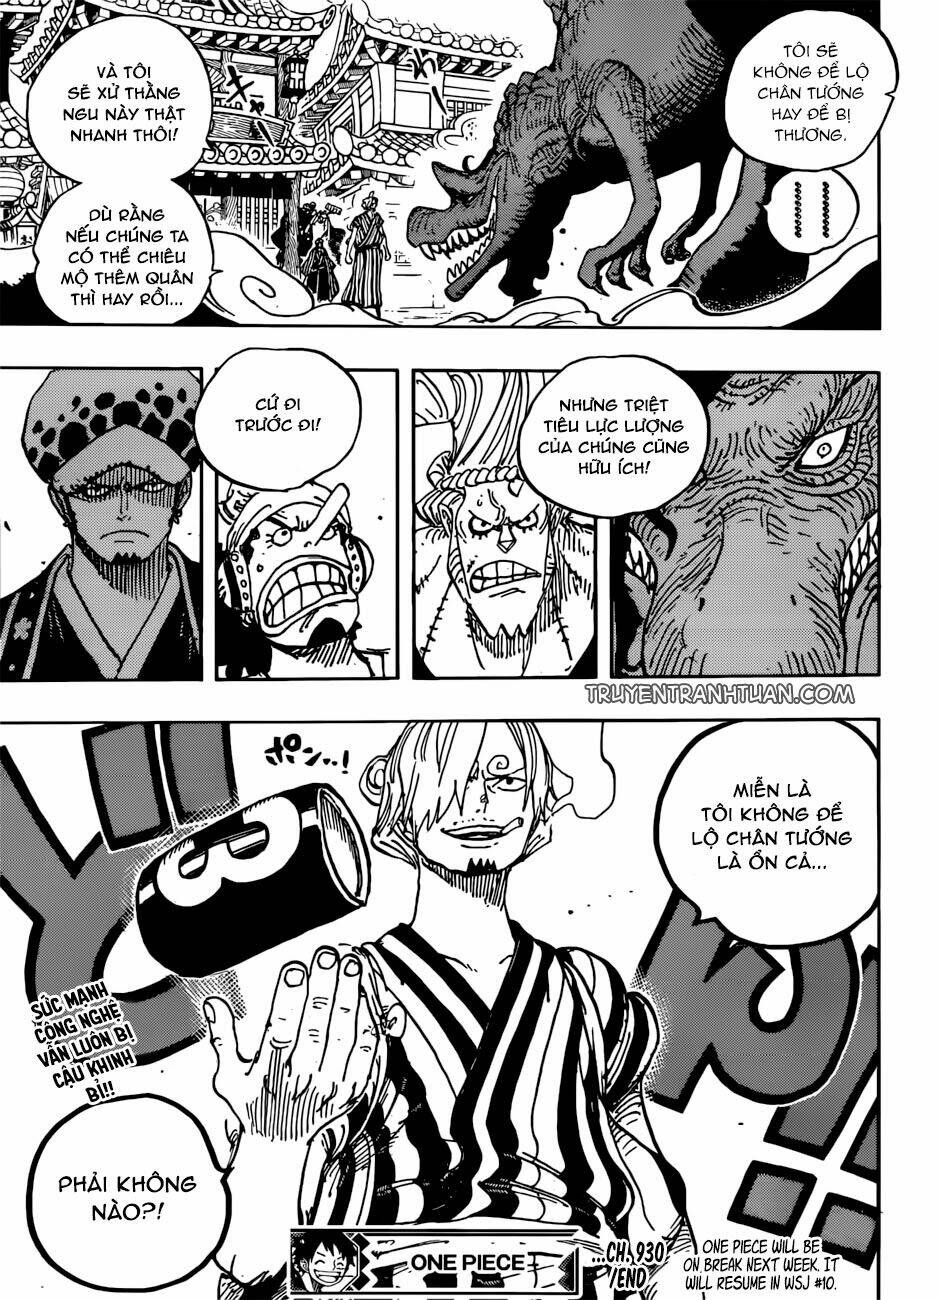 TÔI SẼ
KHÔNG ĐỂ LỘ
CHÂN TƯỚNG
HAY ĐỂ BỊ
THƯƠNG.
VÀ TÔI
SẼ XỬ THẰNG
NGU NÀY THẬT
NHANH THÔI!
DÙ RẰNG
NẾU CHÚNG TA
CÓ THỂ CHIÊU
MỘ THÊM QUÂN
THÌ HAY RỒI...
NHƯNG TRIỆT
TIÊU LỰC LƯỢNG
CỦA CHÚNG CŨNG
HỮU ÍCH!
CỨ ĐI
TRƯỚC ĐI!
TRUYENTRANHTUAN.COM
MIỄN LÀ
TÔI KHÔNG ĐỂ
LỘ CHÂN TƯỚNG
LÀ ỔN CẢ...
ポン..!
3
SỨC MẠNH
CÔNG NGHỆ
VẪN LUÔN BỊ
CẬU KHINH
BỈ!!
PHẢI KHÔNG
NÀO?!
ONE PIECE
...CH. 930
/END
ONE PIECE WILL BE
ON BREAK NEXT WEEK. IT
WILL RESUME IN WSJ #10.